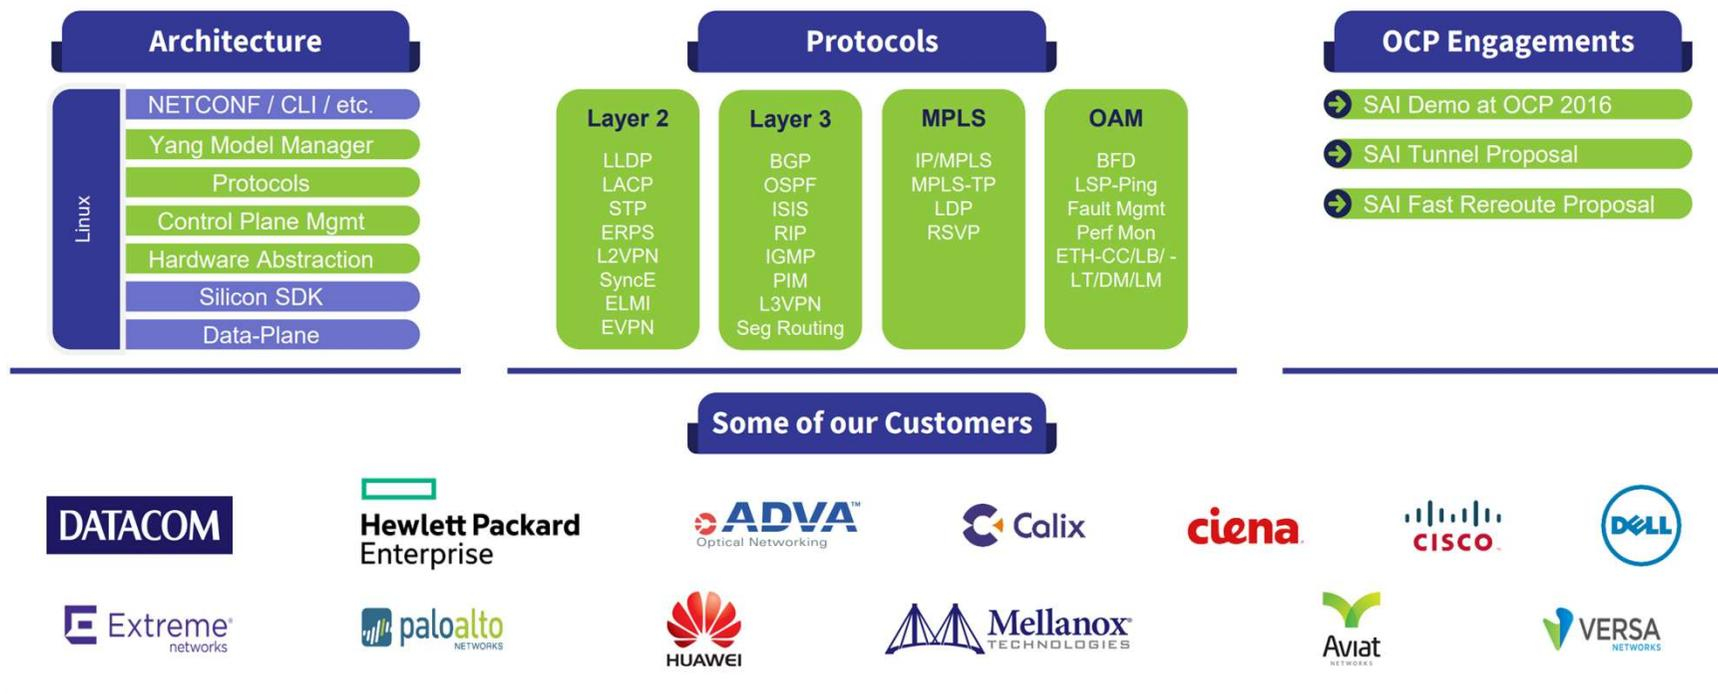 Architecture
Linux
NETCONF / CLI / etc.
Yang Model Manager
Protocols
Control Plane Mgmt
Hardware Abstraction
Silicon SDK
Data-Plane
Protocols
Layer 2
LLDP
LACP
STP
ERPS
L2VPN
SyncE
ELMI
EVPN
Layer 3
BGP
OSPF
ISIS
RIP
IGMP
PIM
L3VPN
Seg Routing
MPLS
IP/MPLS
MPLS-TP
LDP
RSVP
OAM
BFD
LSP-Ping
Fault Mgmt
Perf Mon
ETH-CC/LB/ -
LT/DM/LM
OCP Engagements
SAI Demo at OCP 2016
SAI Tunnel Proposal
SAI Fast Rereoute Proposal
Some of our Customers
DATACOM
Hewlett Packard
Enterprise
ADVA™
Optical Networking
Calix
ciena
CISCO
DELL
Extreme®
networks
paloalto
NETWORKS
HUAWEI
Mellanox®
TECHNOLOGIES
Aviat
NETWORKS
VERSA
NETWORKS